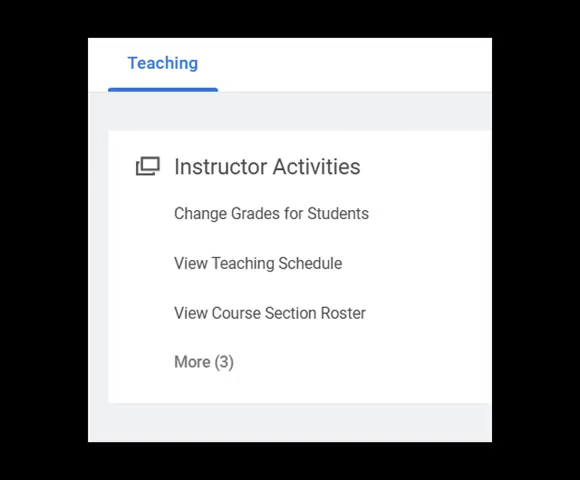 Teaching
Instructor Activities
Change Grades for Students
View Teaching Schedule
View Course Section Roster
More (3)